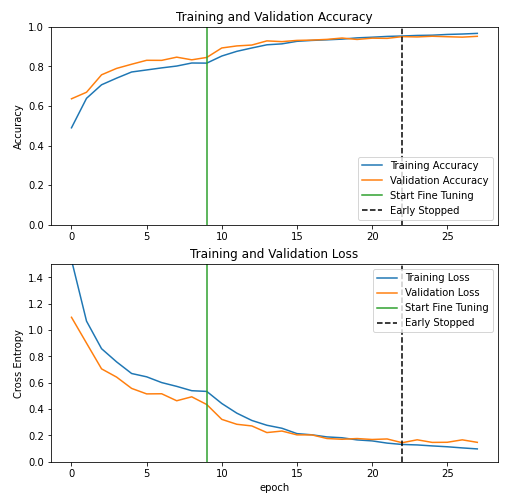 Training and Validation Accuracy
1.0
0.8
0.6
0.4
0.2
0.0
Accuracy
0 5 10 15 20 25
Training Accuracy
Validation Accuracy
Start Fine Tuning
Early Stopped
Training and Validation Loss
1.4
1.2
1.0
0.8
0.6
0.4
0.2
0.0
Cross Entropy
Training Loss
Validation Loss
Start Fine Tuning
Early Stopped
0 5 10 15 20 25
epoch